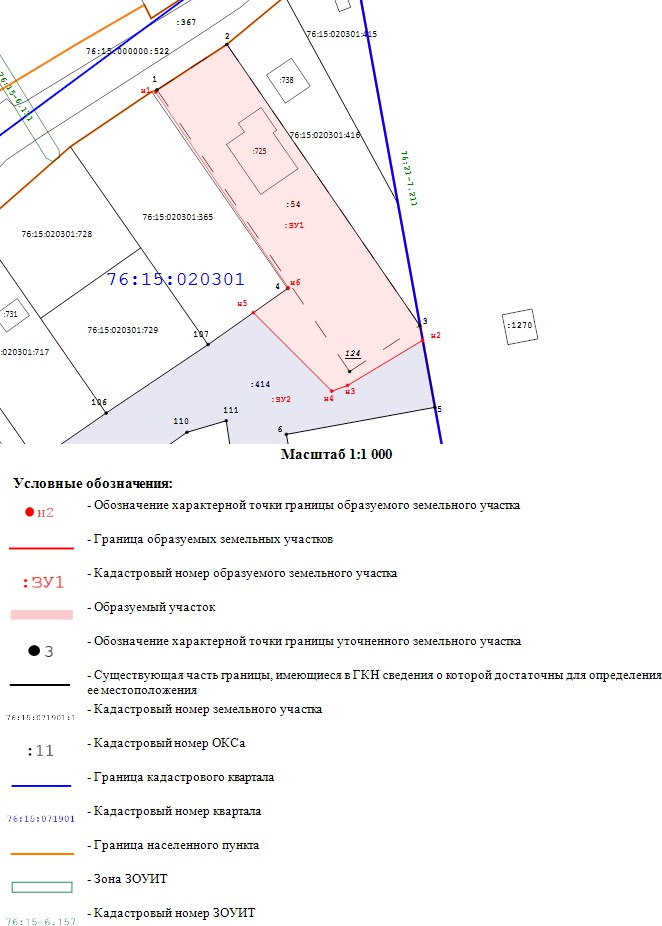 :367
2
76:15:020301:415
76:15:000000:522
1
н1
:738
76:15-6.171
76:15:020301:416
:725
76:21-7.211
:54
76:15:020301:365
:ЗУ1
76:15:020301:728
76:15:020301
4
н6
н5
:731
3
76:15:020301:729
:1270
н2
107
:020301:717
124
:414
н3
н4
:ЗУ2
106
111
5
110
6
Масштаб 1:1 000
Условные обозначения:
н2 - Обозначение характерной точки границы образуемого земельного участка
- Граница образуемых земельных участков
:ЗУ1 - Кадастровый номер образуемого земельного участка
- Образуемый участок
3 - Обозначение характерной точки границы уточненного земельного участка
- Существующая часть границы, имеющиеся в ГКН сведения о которой достаточны для определения
ее местоположения
76:15:071901:1 - Кадастровый номер земельного участка
:11 - Кадастровый номер ОКСа
- Граница кадастрового квартала
76:15:071901 - Кадастровый номер квартала
- Граница населенного пункта
- Зона ЗОУИТ
76:15-6.157 - Кадастровый номер ЗОУИТ